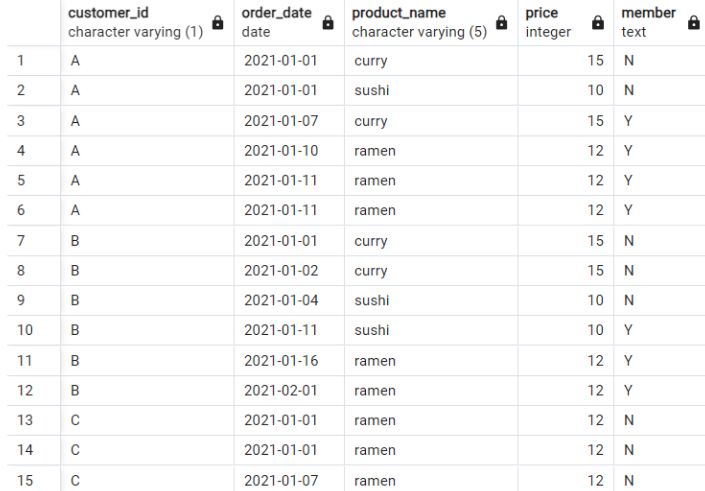 customer_id order_date product_name price member
character varying (1) date character varying (5) integer text
1 A 2021-01-01 curry 15 N
2 A 2021-01-01 sushi 10 N
3 A 2021-01-07 curry 15 Y
4 A 2021-01-10 ramen 12 Y
5 A 2021-01-11 ramen 12 Y
6 A 2021-01-11 ramen 12 Y
7 B 2021-01-01 curry 15 N
8 B 2021-01-02 curry 15 N
9 B 2021-01-04 sushi 10 N
10 B 2021-01-11 sushi 10 Y
11 B 2021-01-16 ramen 12 Y
12 B 2021-02-01 ramen 12 Y
13 C 2021-01-01 ramen 12 N
14 C 2021-01-01 ramen 12 N
15 C 2021-01-07 ramen 12 N